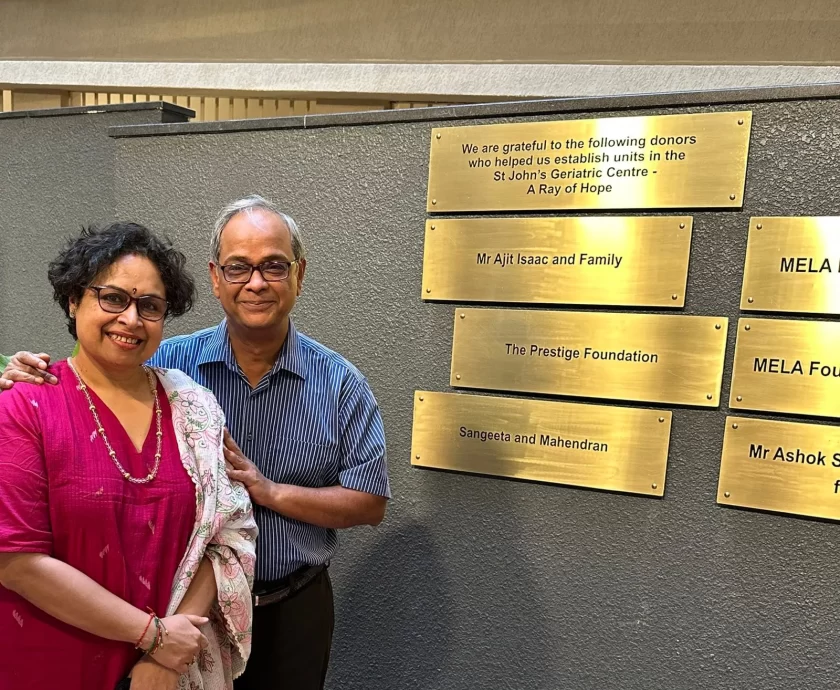 We are grateful to the following donors
who helped us establish units in the
St John's Geriatric Centre -
A Ray of Hope
Mr Ajit Isaac and Family
The Prestige Foundation
Sangeeta and Mahendran
MELA
MELA
Mr Ashok